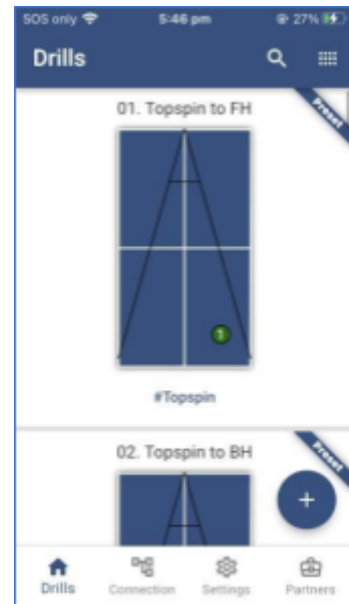 SOS only 5:46 pm 27%
Drills
Preset
01. Topspin to FH
1
#Topspin
Preset
02. Topspin to BH
+
Drills Connection Settings Partners